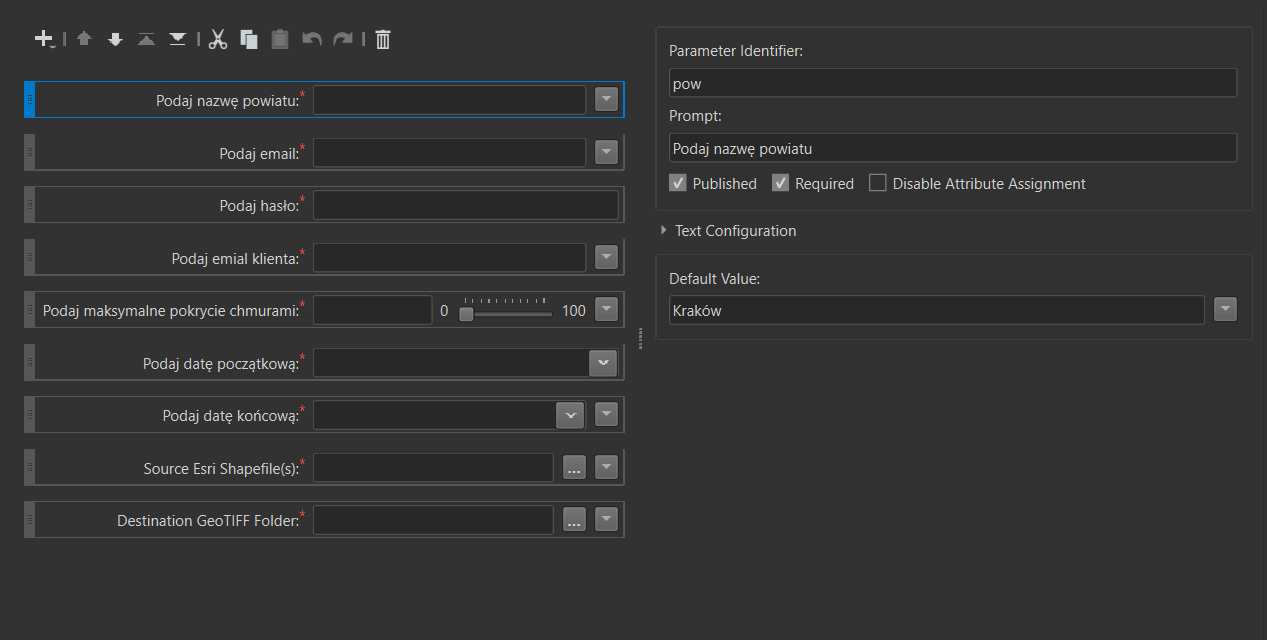 Podaj nazwę powiatu:*
Podaj email:*
Podaj hasło:*
Podaj emial klienta:*
Podaj maksymalne pokrycie chmurami:* 0 100
Podaj datę początkową:*
Podaj datę końcową:*
Source Esri Shapefile(s):* ...
Destination GeoTIFF Folder:* ...
Parameter Identifier:
pow
Prompt:
Podaj nazwę powiatu
Published Required Disable Attribute Assignment
Text Configuration
Default Value:
Kraków